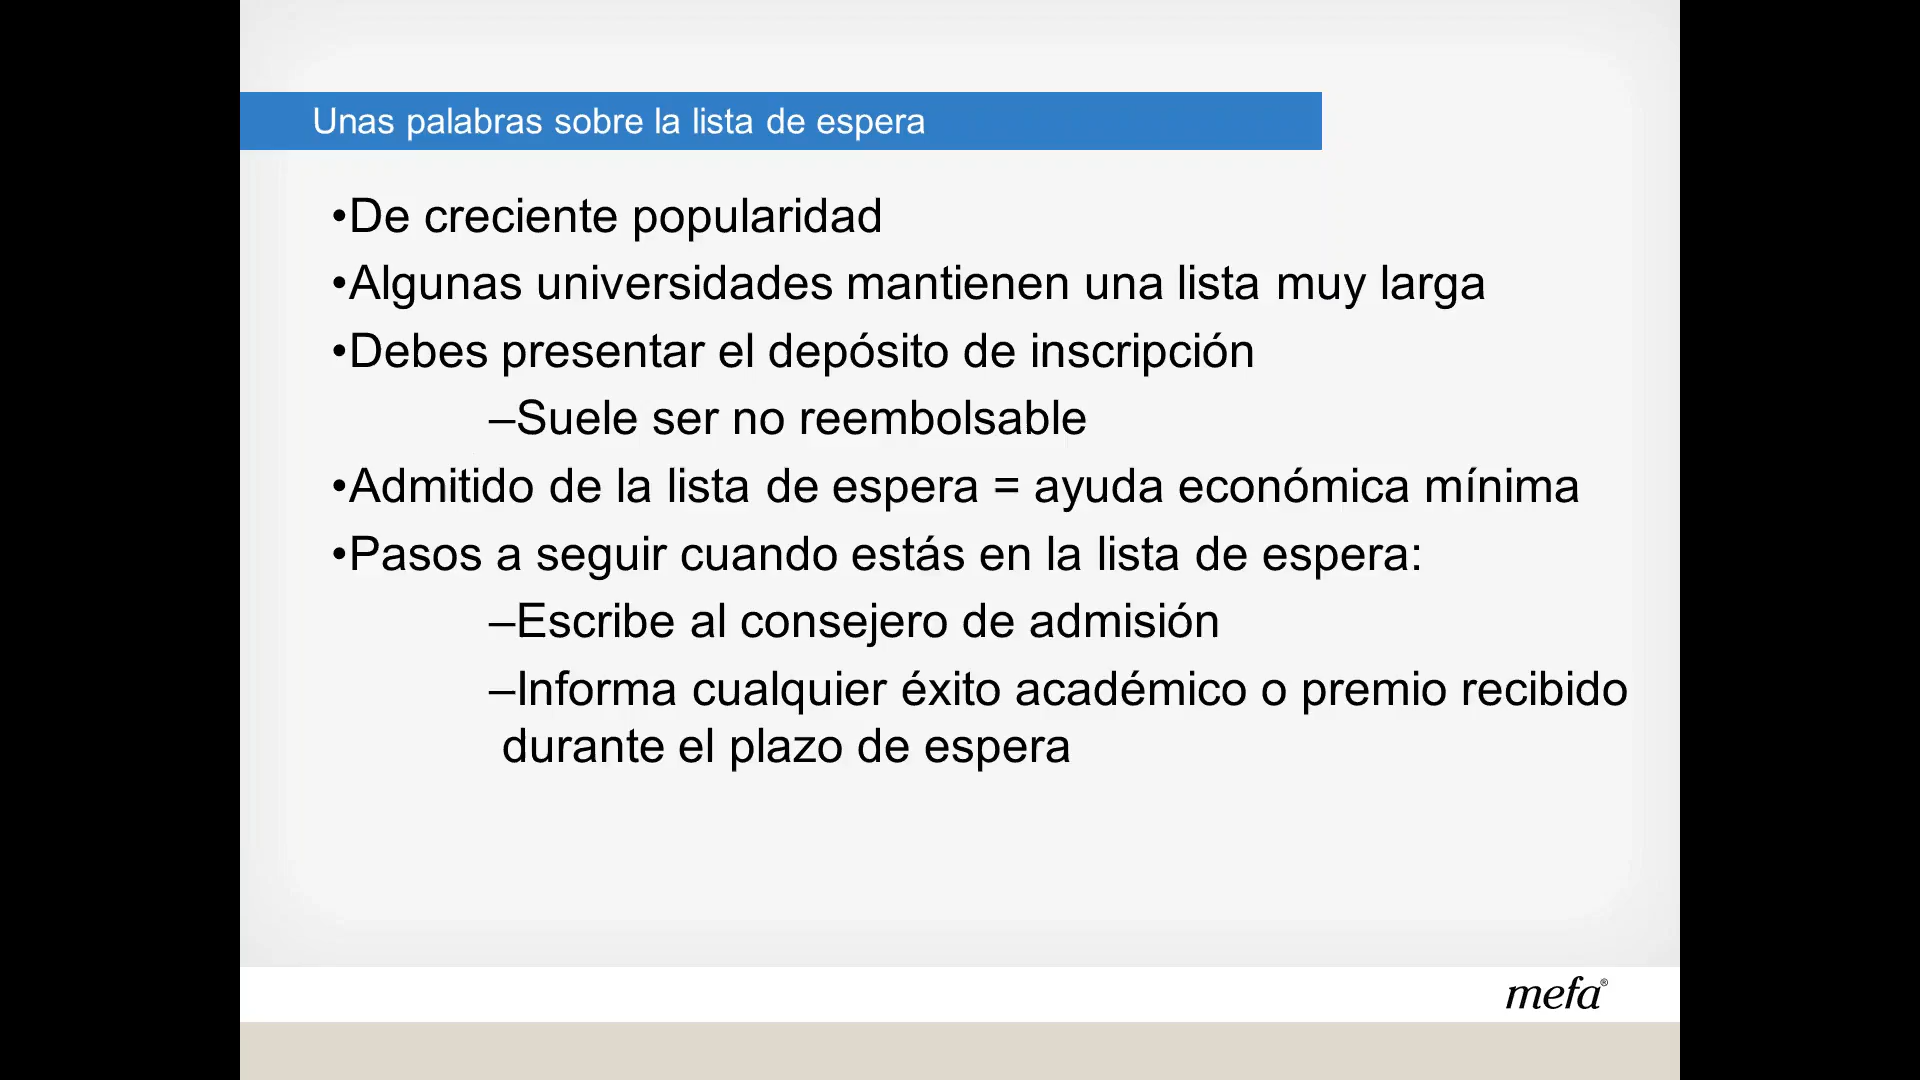 Unas palabras sobre la lista de espera
•De creciente popularidad
•Algunas universidades mantienen una lista muy larga
•Debes presentar el depósito de inscripción
–Suele ser no reembolsable
•Admitido de la lista de espera = ayuda económica mínima
•Pasos a seguir cuando estás en la lista de espera:
–Escribe al consejero de admisión
–Informa cualquier éxito académico o premio recibido
durante el plazo de espera
mefa®